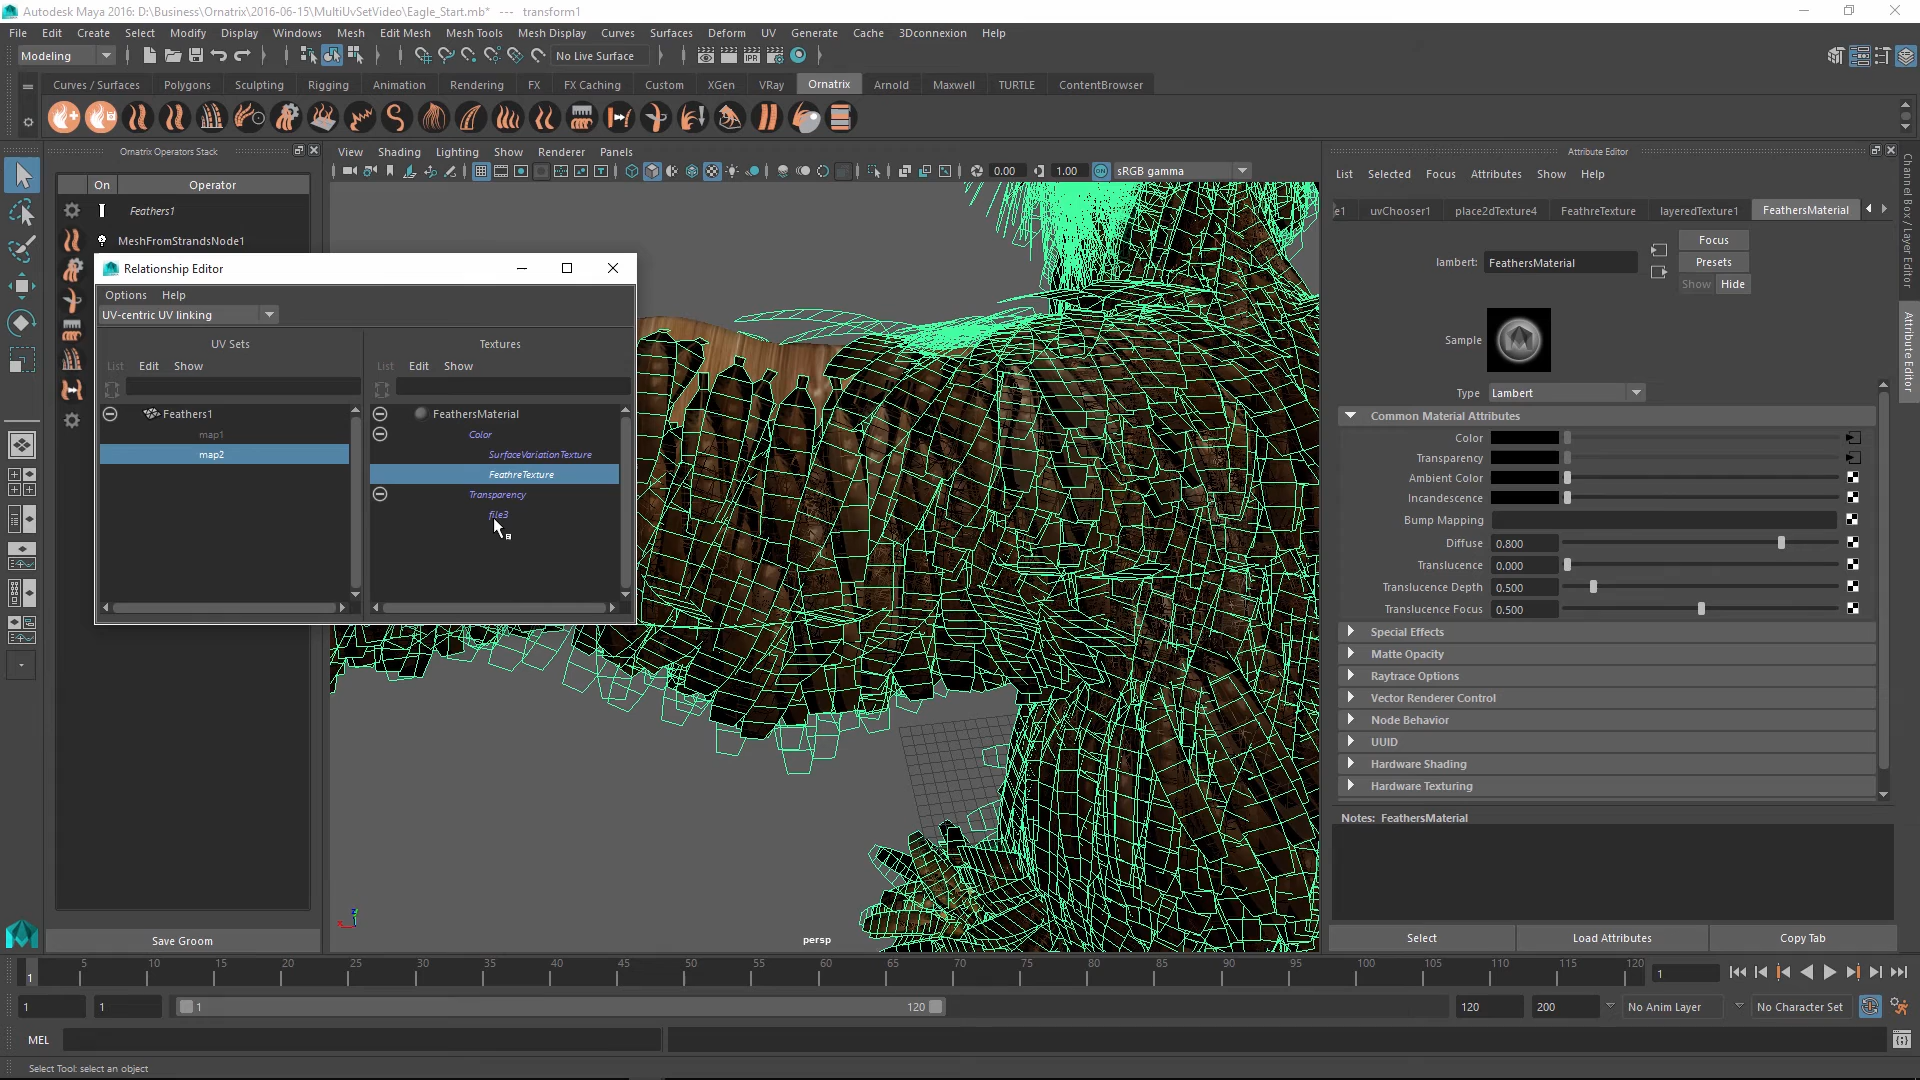 Autodesk Maya 2016: D:\Business\Ornatrix\2016-06-15\MultiUvSetVideo\Eagle_Start.mb* --- transform1
File Edit Create Select Modify Display Windows Mesh Edit Mesh Mesh Tools Mesh Display Curves Surfaces Deform UV Generate Cache 3Dconnexion Help
Modeling No Live Surface IPR
Curves / Surfaces Polygons Sculpting Rigging Animation Rendering FX FX Caching Custom XGen VRay Ornatrix Arnold Maxwell TURTLE ContentBrowser
Ornatrix Operators Stack
On Operator
Feathers1
MeshFromStrandsNode1
Save Groom
View Shading Lighting Show Renderer Panels
0.00 1.00 sRGB gamma
Relationship Editor
Options Help
UV-centric UV linking
UV Sets
List Edit Show
Feathers1
map1
map2
Textures
List Edit Show
FeathersMaterial
Color
SurfaceVariationTexture
FeathreTexture
Transparency
file3
persp
Attribute Editor
List Selected Focus Attributes Show Help
e1 uvChooser1 place2dTexture4 FeathreTexture layeredTexture1 FeathersMaterial
Focus
lambert: FeathersMaterial
Presets
Show Hide
Sample
Type Lambert
Common Material Attributes
Color
Transparency
Ambient Color
Incandescence
Bump Mapping
Diffuse 0.800
Translucence 0.000
Translucence Depth 0.500
Translucence Focus 0.500
Special Effects
Matte Opacity
Raytrace Options
Vector Renderer Control
Node Behavior
UUID
Hardware Shading
Hardware Texturing
Notes: FeathersMaterial
Select Load Attributes Copy Tab
Channel Box / Layer Editor
Attribute Editor
1 5 10 15 20 25 30 35 40 45 50 55 60 65 70 75 80 85 90 95 100 105 110 115 120 1
1 1 1 120 120 200 No Anim Layer No Character Set
MEL
Select Tool: select an object